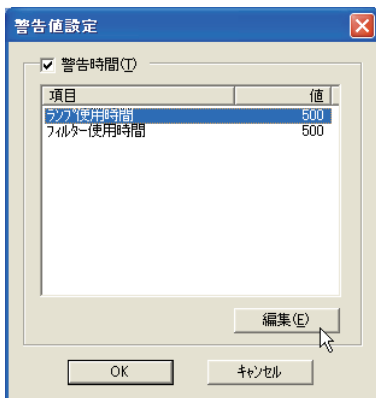 警告値設定
警告時間(T)
項目 値
ランプ使用時間 500
フィルター使用時間 500
編集(E)
OK キャンセル